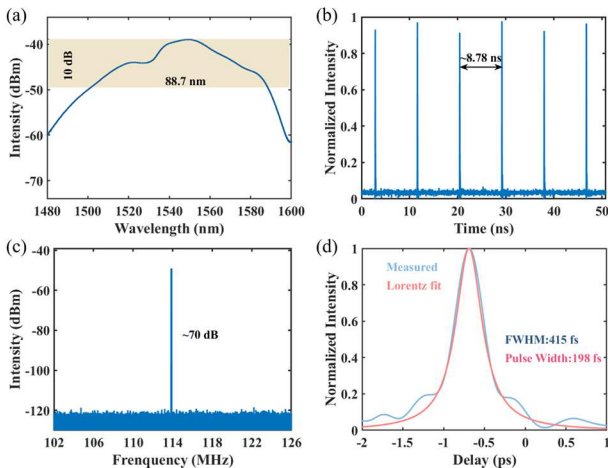 (a)
-40
-50
-60
-70
10 dB
88.7 nm
Intensity (dBm)
1480 1500 1520 1540 1560 1580 1600
Wavelength (nm)
(b)
1
0.8
0.6
0.4
0.2
0
~8.78 ns
Normalized Intensity
0 10 20 30 40 50
Time (ns)
(c)
-40
-60
-80
-100
-120
~70 dB
Intensity (dBm)
102 106 110 114 118 122 126
Frenquency (MHz)
(d)
1
0.8
0.6
0.4
0.2
0
Measured
Lorentz fit
FWHM:415 fs
Pulse Width:198 fs
Normalized Intensity
-2 -1.5 -1 -0.5 0 0.5 1
Delay (ps)